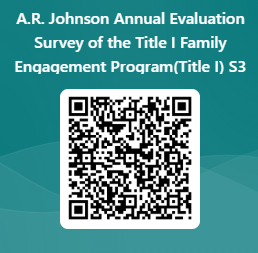 A.R. Johnson Annual Evaluation
Survey of the Title I Family
Engagement Program(Title I) S3